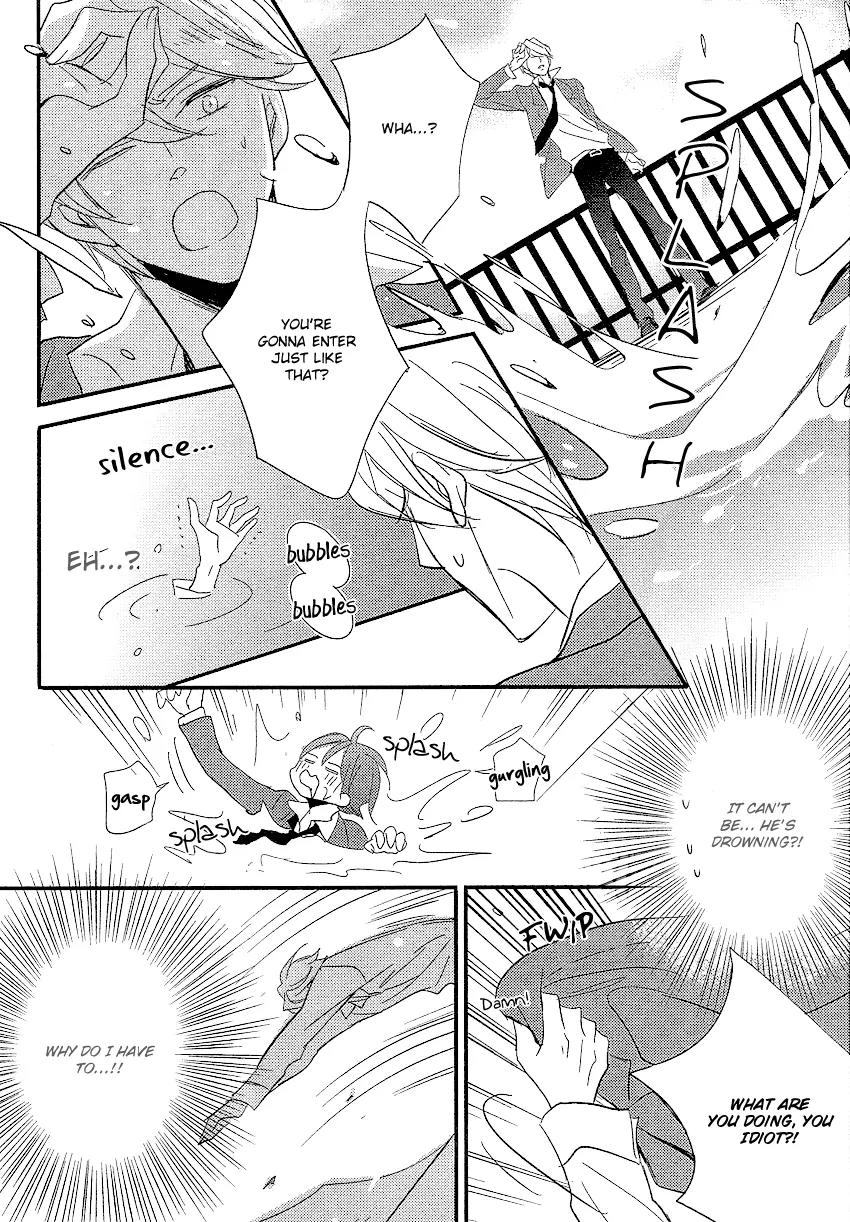 SPLASH
WHA...?
YOU'RE
GONNA ENTER
JUST LIKE
THAT?
silence...
EH...?
bubbles
bubbles
splash
gurgling
gasp
splash
IT CAN'T
BE... HE'S
DROWNING?!
FWIP
Damn!
WHAT ARE
YOU DOING, YOU
IDIOT?!
WHY DO I HAVE
TO...!!